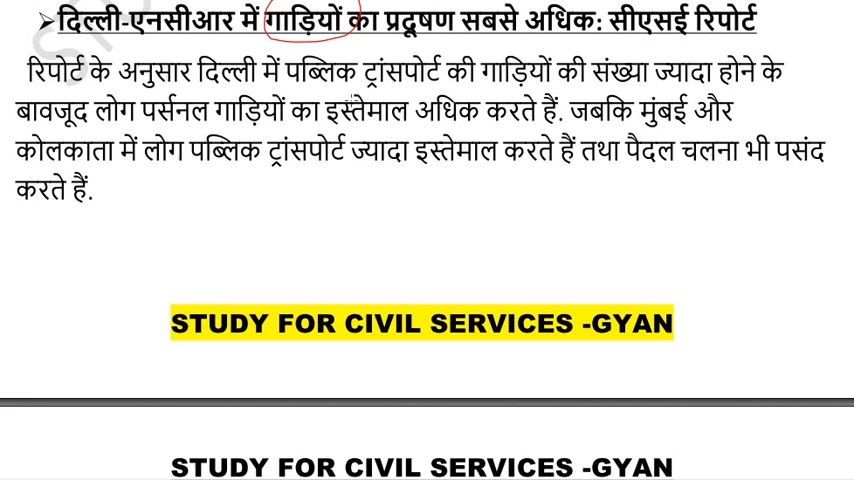 ➢दिल्ली-एनसीआर में गाड़ियों का प्रदूषण सबसे अधिक: सीएसई रिपोर्ट
रिपोर्ट के अनुसार दिल्ली में पब्लिक ट्रांसपोर्ट की गाड़ियों की संख्या ज्यादा होने के
बावजूद लोग पर्सनल गाड़ियों का इस्तेमाल अधिक करते हैं. जबकि मुंबई और
कोलकाता में लोग पब्लिक ट्रांसपोर्ट ज्यादा इस्तेमाल करते हैं तथा पैदल चलना भी पसंद
करते हैं.
STUDY FOR CIVIL SERVICES -GYAN
STUDY FOR CIVIL SERVICES -GYAN